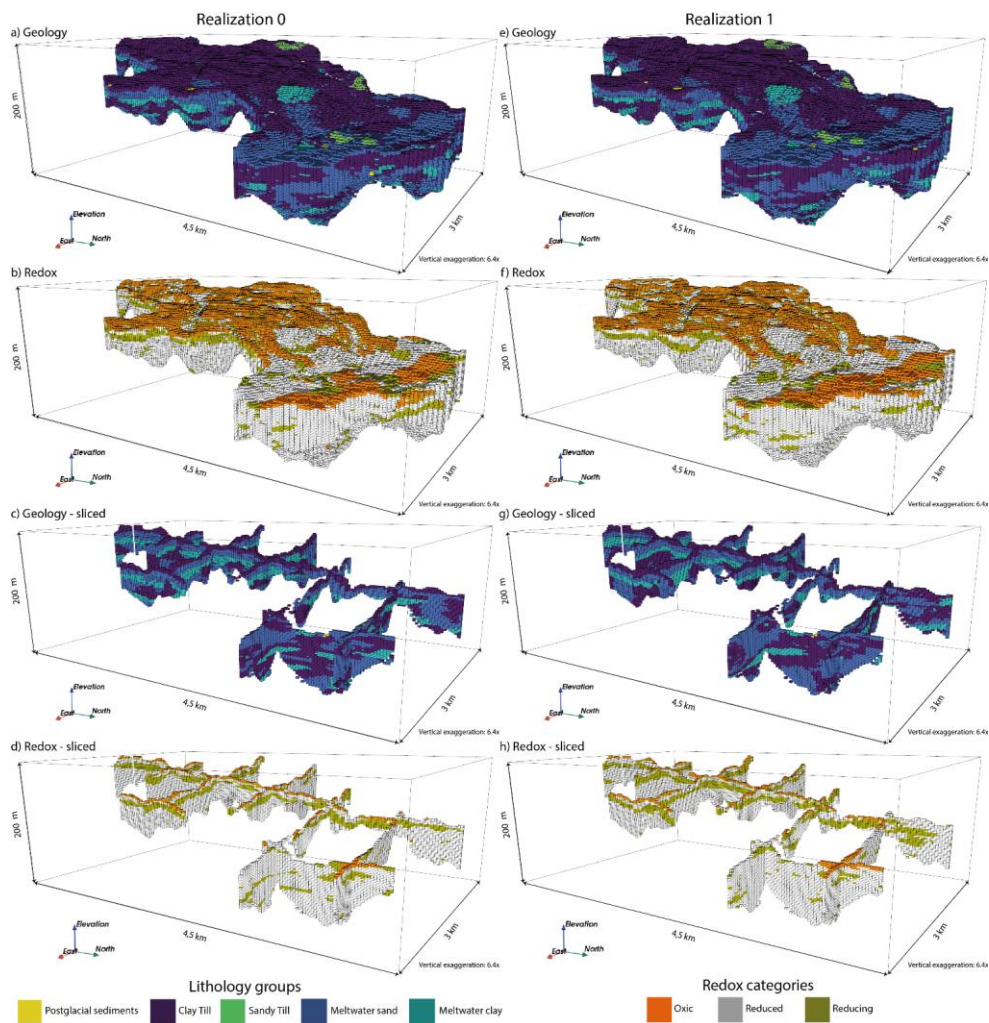 Realization 0
a) Geology
200 m
Elevation
East
North
4,5 km
3 km
Vertical exaggeration: 6.4x
b) Redox
200 m
Elevation
East
North
4,5 km
3 km
Vertical exaggeration: 6.4x
c) Geology - sliced
200 m
Elevation
East
North
4,5 km
3 km
Vertical exaggeration: 6.4x
d) Redox - sliced
200 m
Elevation
East
North
4,5 km
3 km
Vertical exaggeration: 6.4x
Realization 1
e) Geology
200 m
Elevation
East
North
4,5 km
3 km
Vertical exaggeration: 6.4x
f) Redox
200 m
Elevation
East
North
4,5 km
3 km
Vertical exaggeration: 6.4x
g) Geology - sliced
200 m
Elevation
East
North
4,5 km
3 km
Vertical exaggeration: 6.4x
h) Redox - sliced
200 m
Elevation
East
North
4,5 km
3 km
Vertical exaggeration: 6.4x
Lithology groups
Postglacial sediments
Clay Till
Sandy Till
Meltwater sand
Meltwater clay
Redox categories
Oxic
Reduced
Reducing